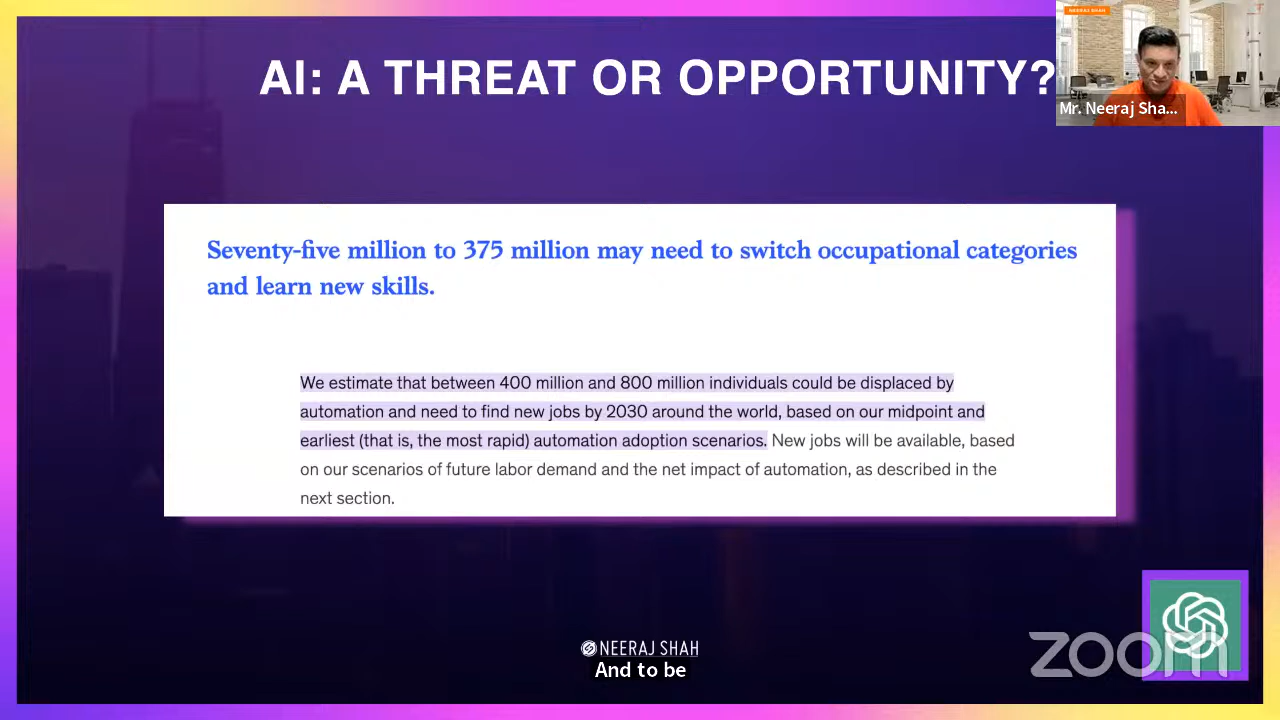 AI: A THREAT OR OPPORTUNITY?
NEERAJ SHAH
Mr. Neeraj Sha...
Seventy-five million to 375 million may need to switch occupational categories
and learn new skills.
We estimate that between 400 million and 800 million individuals could be displaced by
automation and need to find new jobs by 2030 around the world, based on our midpoint and
earliest (that is, the most rapid) automation adoption scenarios. New jobs will be available, based
on our scenarios of future labor demand and the net impact of automation, as described in the
next section.
NEERAJ SHAH
And to be
zoom